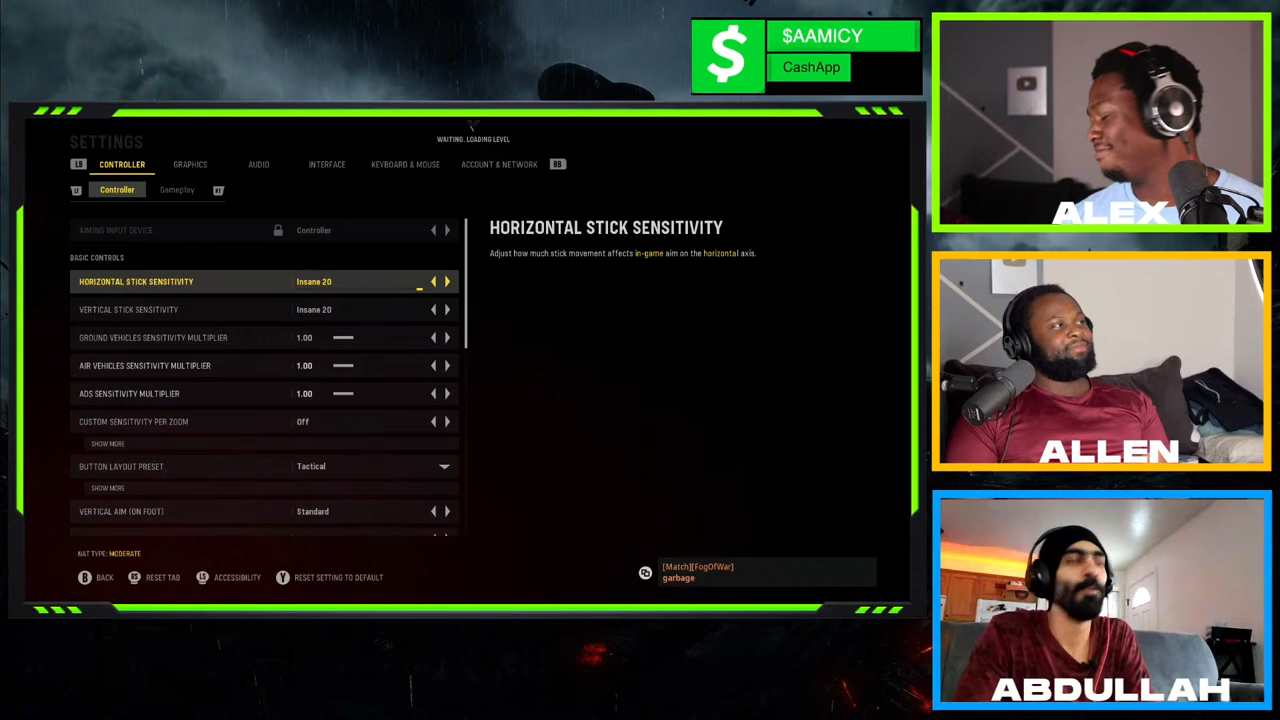 $AAMICY
CashApp
SETTINGS
WAITING. LOADING LEVEL
LB CONTROLLER GRAPHICS AUDIO INTERFACE KEYBOARD & MOUSE ACCOUNT & NETWORK RB
LT Controller Gameplay RT
AIMING INPUT DEVICE Controller
BASIC CONTROLS
HORIZONTAL STICK SENSITIVITY Insane 20
VERTICAL STICK SENSITIVITY Insane 20
GROUND VEHICLES SENSITIVITY MULTIPLIER 1.00
AIR VEHICLES SENSITIVITY MULTIPLIER 1.00
ADS SENSITIVITY MULTIPLIER 1.00
CUSTOM SENSITIVITY PER ZOOM Off
SHOW MORE
BUTTON LAYOUT PRESET Tactical
SHOW MORE
VERTICAL AIM (ON FOOT) Standard
HORIZONTAL STICK SENSITIVITY
Adjust how much stick movement affects in-game aim on the horizontal axis.
NAT TYPE: MODERATE
B BACK RS RESET TAB LS ACCESSIBILITY Y RESET SETTING TO DEFAULT
[Match][FogOfWar]
garbage
ALEX
ALLEN
ABDULLAH